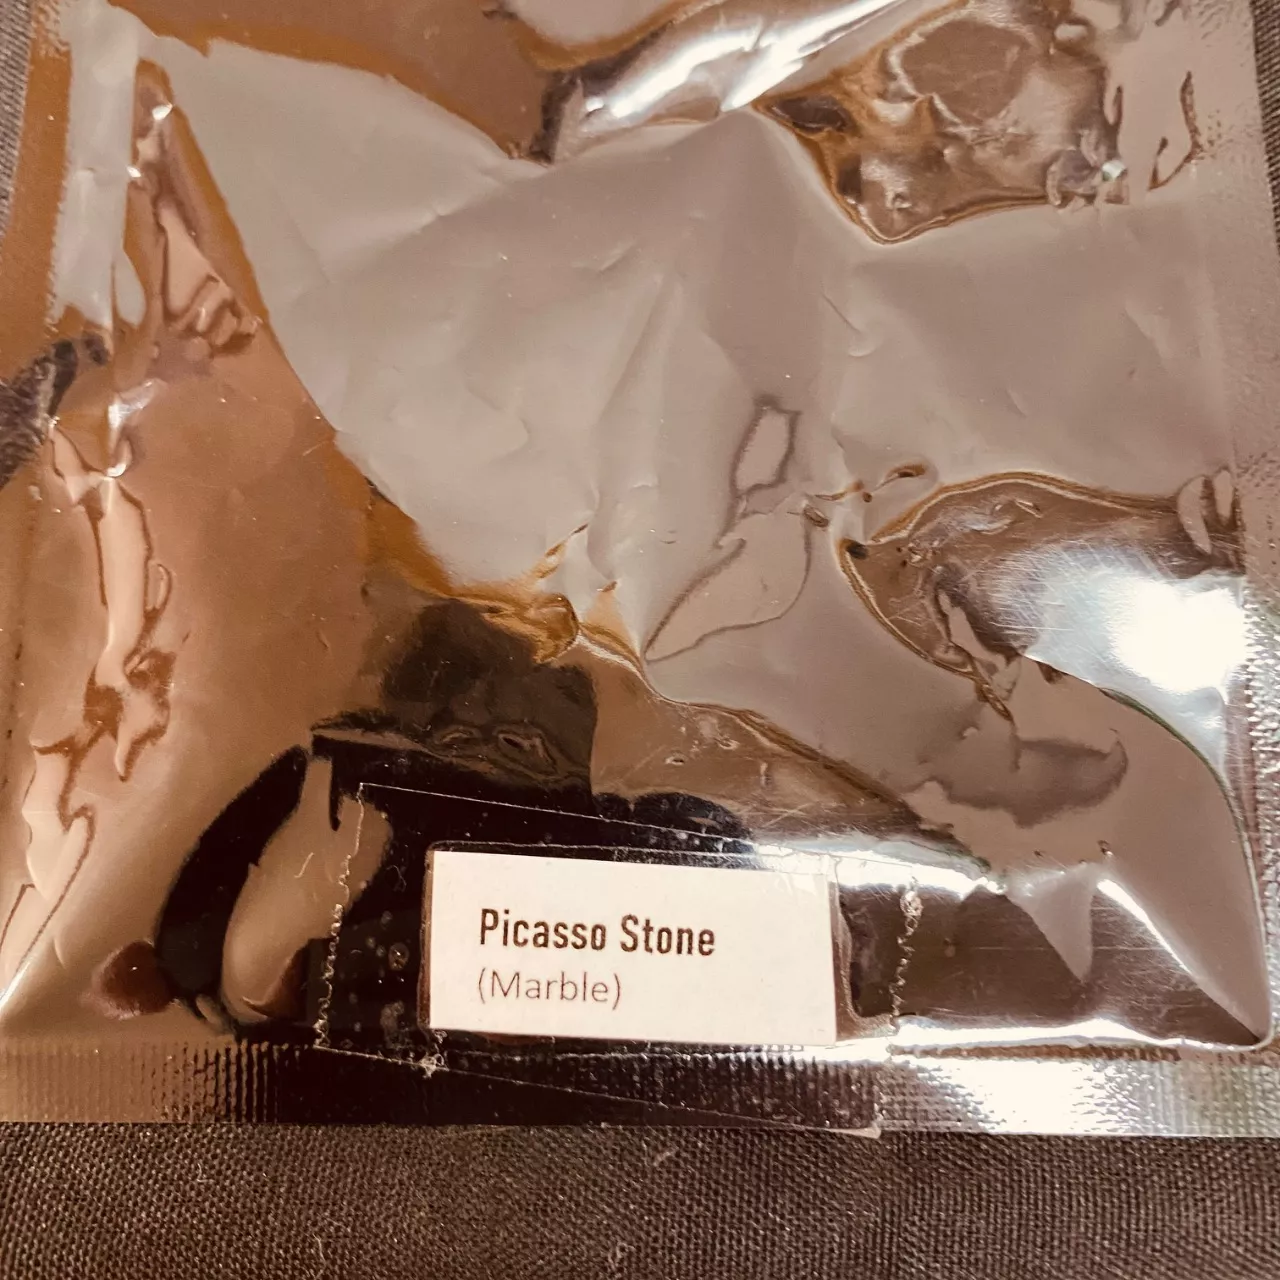 Picasso Stone
(Marble)